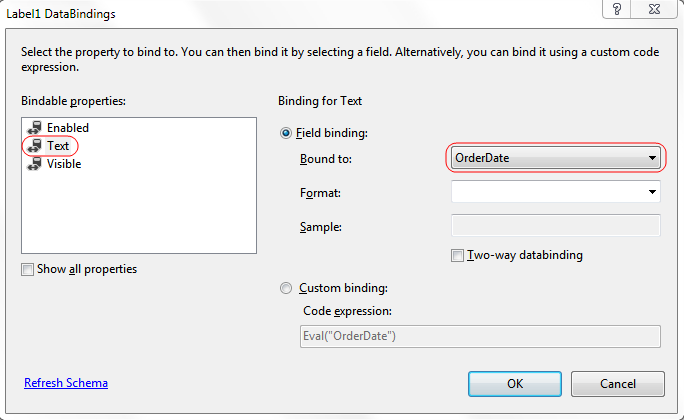 Label1 DataBindings
?
Select the property to bind to. You can then bind it by selecting a field. Alternatively, you can bind it using a custom code
expression.
Bindable properties:
Enabled
Text
Visible
Show all properties
Binding for Text
Field binding:
Bound to: OrderDate
Format:
Sample:
Two-way databinding
Custom binding:
Code expression:
Eval("OrderDate")
Refresh Schema
OK Cancel